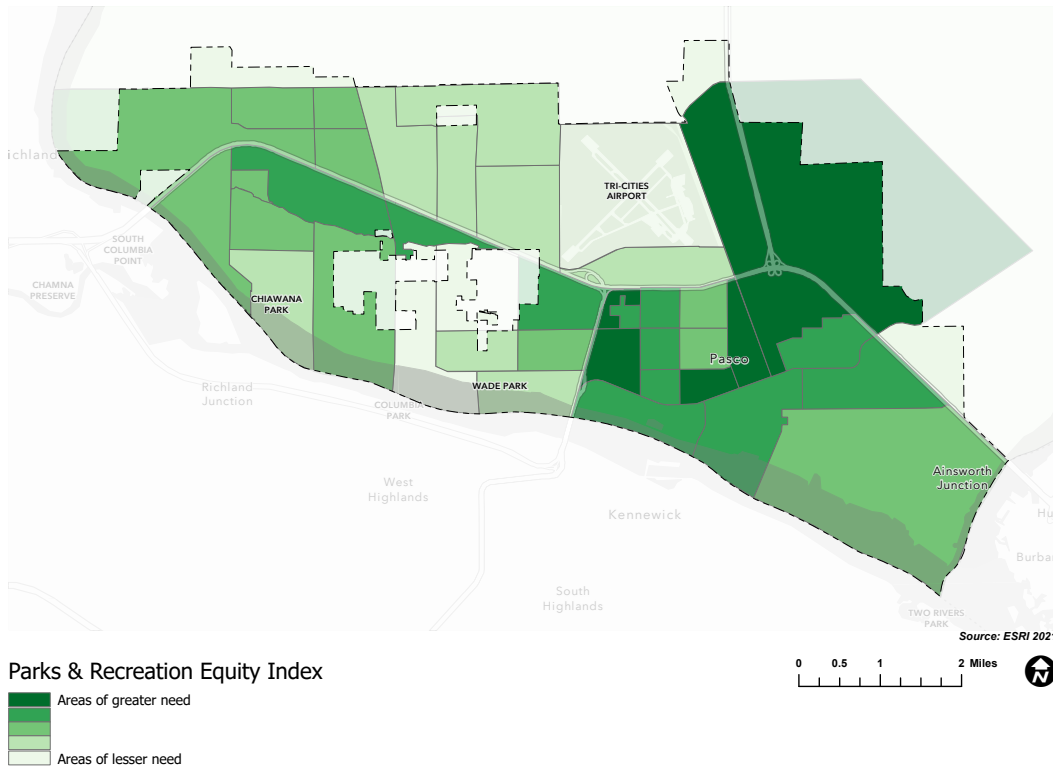 ichland
TRI-CITIES
AIRPORT
SOUTH
COLUMBIA
POINT
CHAMNA
PRESERVE
CHIAWANA
PARK
Pasco
Richland
Junction
WADE PARK
COLUMBIA
PARK
West
Highlands
Ainsworth
Junction
Kennewick
Hu
Burba
South
Highlands
TWO RIVERS
PARK
Source: ESRI 2021
Parks & Recreation Equity Index
0 0.5 1 2 Miles
N
Areas of greater need
Areas of lesser need